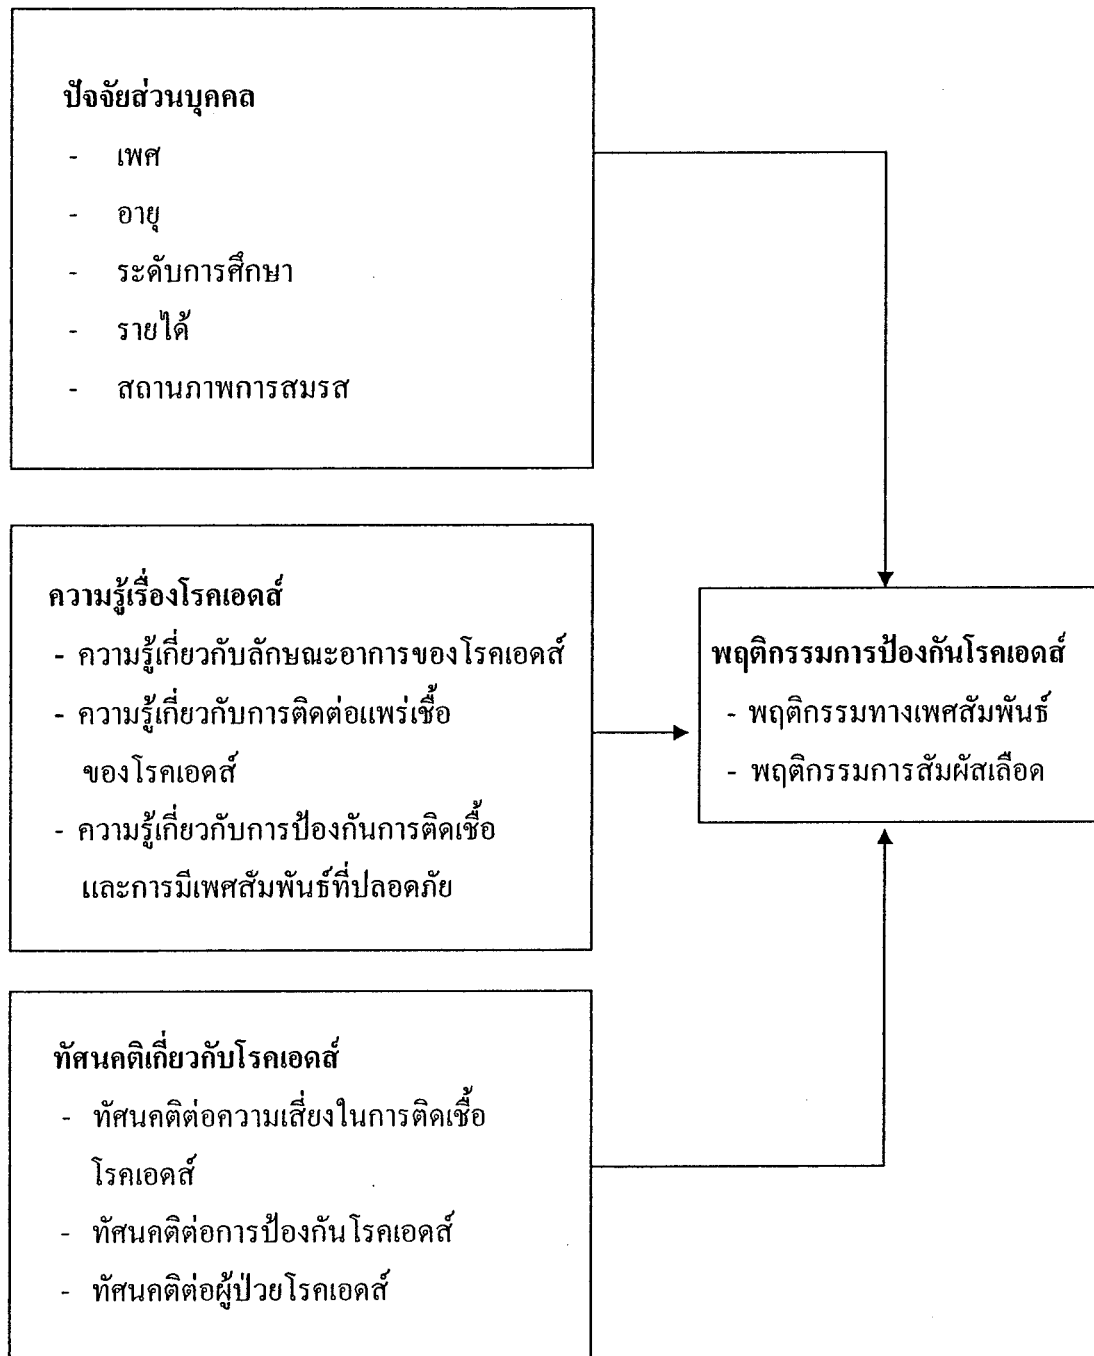 ปัจจัยส่วนบุคคล
- เพศ
- อายุ
- ระดับการศึกษา
- รายได้
- สถานภาพการสมรส
ความรู้เรื่องโรคเอดส์
- ความรู้เกี่ยวกับลักษณะอาการของโรคเอดส์
- ความรู้เกี่ยวกับการติดต่อแพร่เชื้อ
ของโรคเอดส์
- ความรู้เกี่ยวกับการป้องกันการติดเชื้อ
และการมีเพศสัมพันธ์ที่ปลอดภัย
พฤติกรรมการป้องกันโรคเอดส์
- พฤติกรรมทางเพศสัมพันธ์
- พฤติกรรมการสัมผัสเลือด
ทัศนคติเกี่ยวกับโรคเอดส์
- ทัศนคติต่อความเสี่ยงในการติดเชื้อ
โรคเอดส์
- ทัศนคติต่อการป้องกันโรคเอดส์
- ทัศนคติต่อผู้ป่วยโรคเอดส์